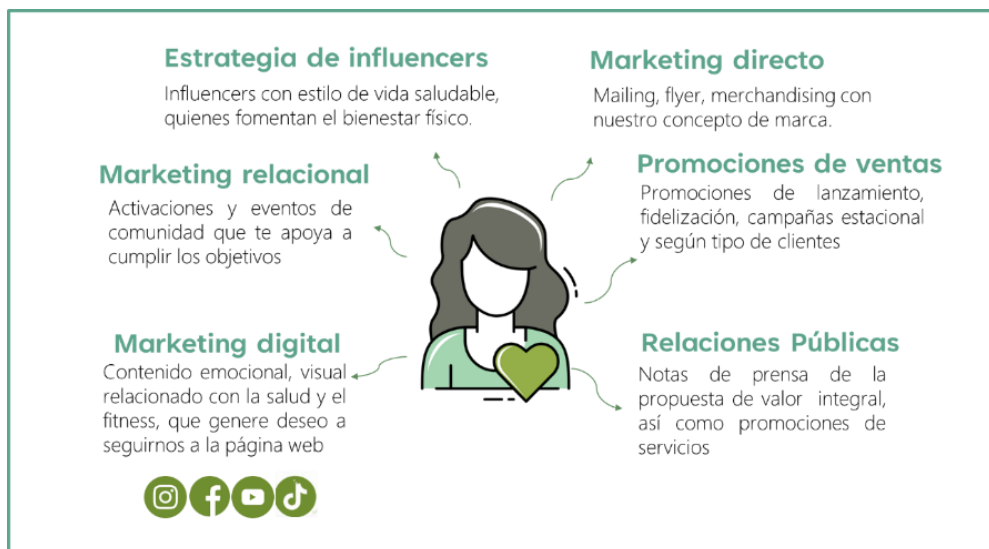 Estrategia de influencers
Influencers con estilo de vida saludable,
quienes fomentan el bienestar físico.
Marketing directo
Mailing, flyer, merchandising con
nuestro concepto de marca.
Marketing relacional
Activaciones y eventos de
comunidad que te apoya a
cumplir los objetivos
Promociones de ventas
Promociones de lanzamiento,
fidelización, campañas estacional
y según tipo de clientes
Marketing digital
Contenido emocional, visual
relacionado con la salud y el
fitness, que genere deseo a
seguirnos a la página web
Relaciones Públicas
Notas de prensa de la
propuesta de valor integral,
así como promociones de
servicios